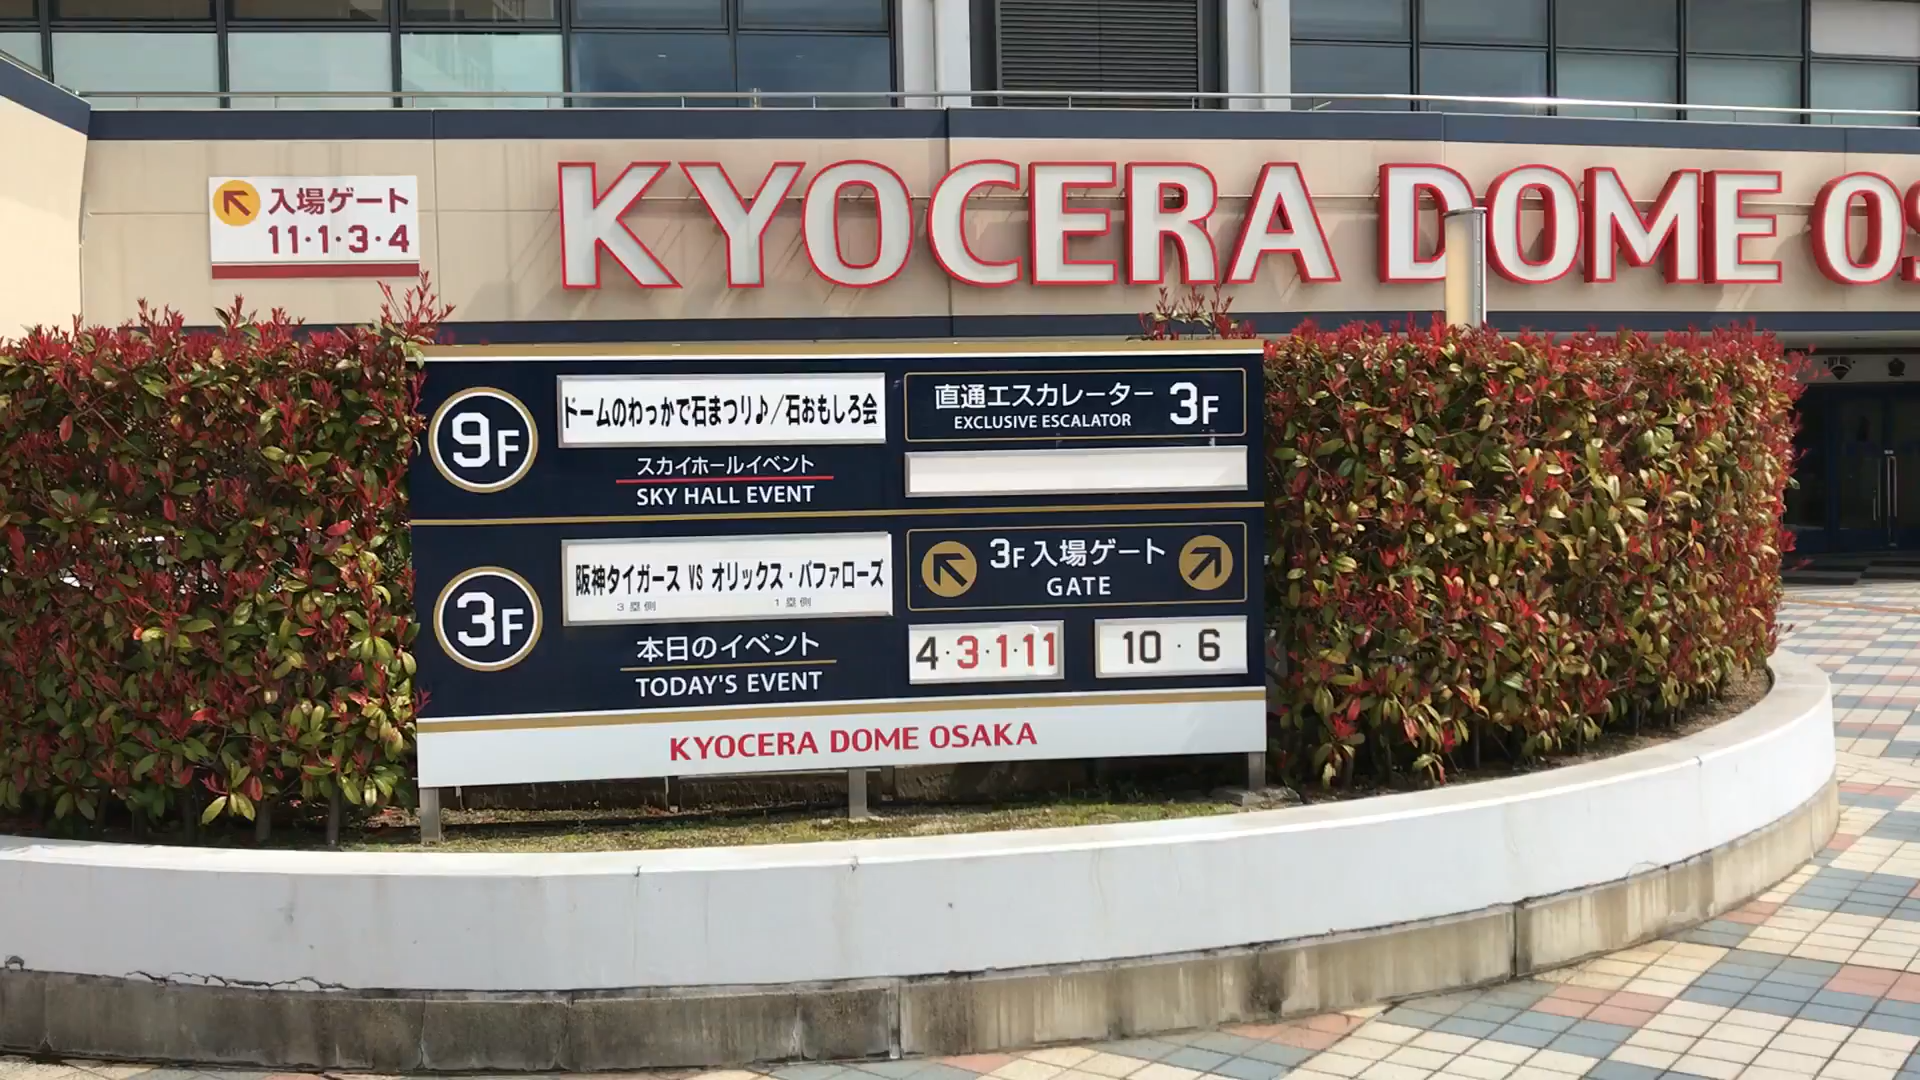 入場ゲート
11・1・3・4
KYOCERA DOME
9F
ドームのわっかで石まつり♪/石おもしろ会
スカイホールイベント
SKY HALL EVENT
直通エスカレーター 3F
EXCLUSIVE ESCALATOR
3F
阪神タイガース VS オリックス・バファローズ
3塁側 1塁側
本日のイベント
TODAY'S EVENT
3F入場ゲート
GATE
4・3・1・11
10・6
KYOCERA DOME OSAKA